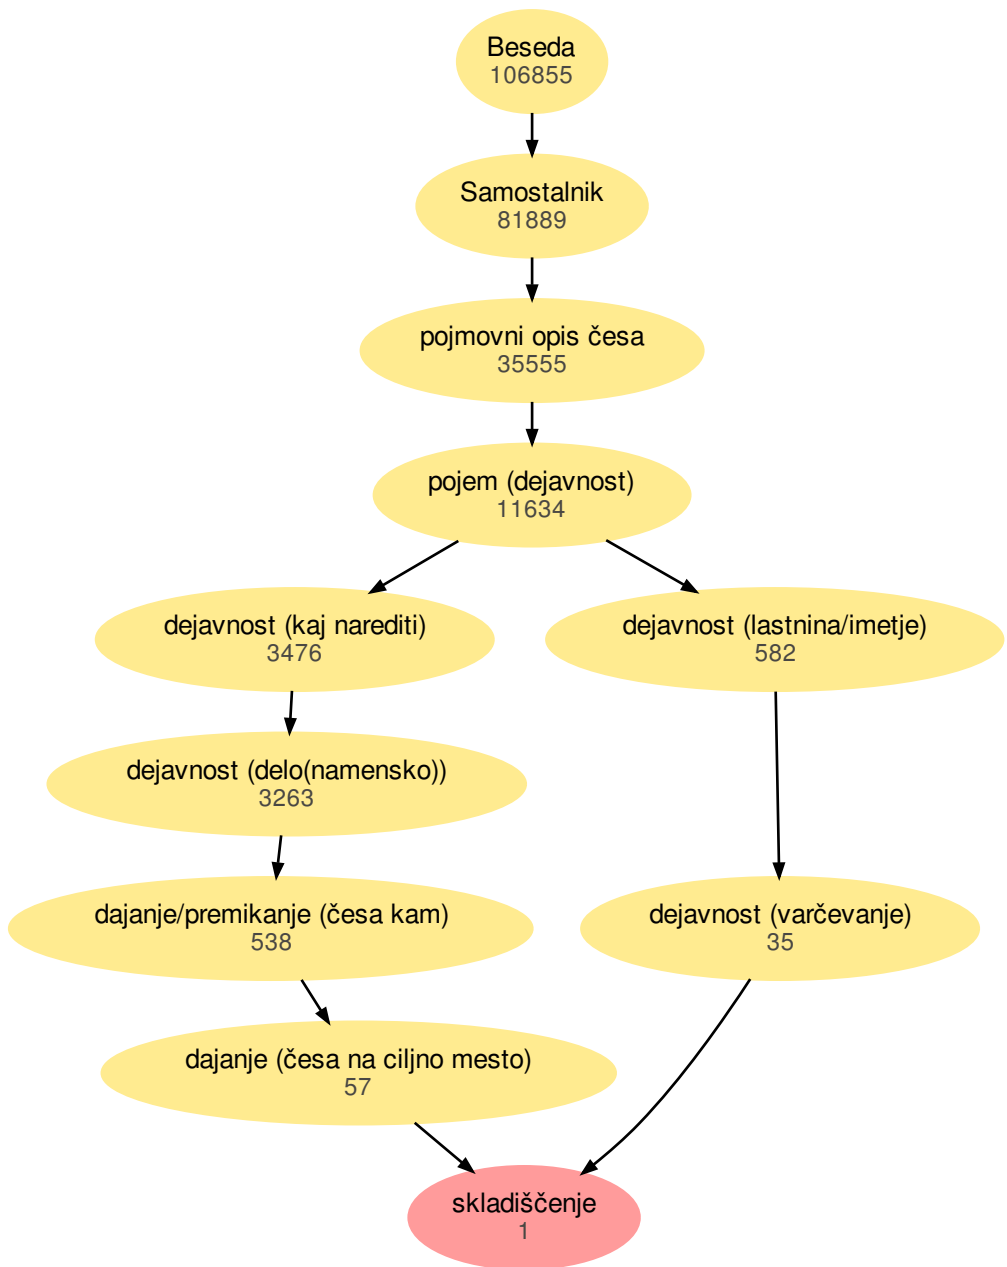 Beseda
106855
Samostalnik
81889
pojmovni opis česa
35555
pojem (dejavnost)
11634
dejavnost (kaj narediti)
3476
dejavnost (lastnina/imetje)
582
dejavnost (delo(namensko))
3263
dajanje/premikanje (česa kam)
538
dejavnost (varčevanje)
35
dajanje (česa na ciljno mesto)
57
skladiščenje
1